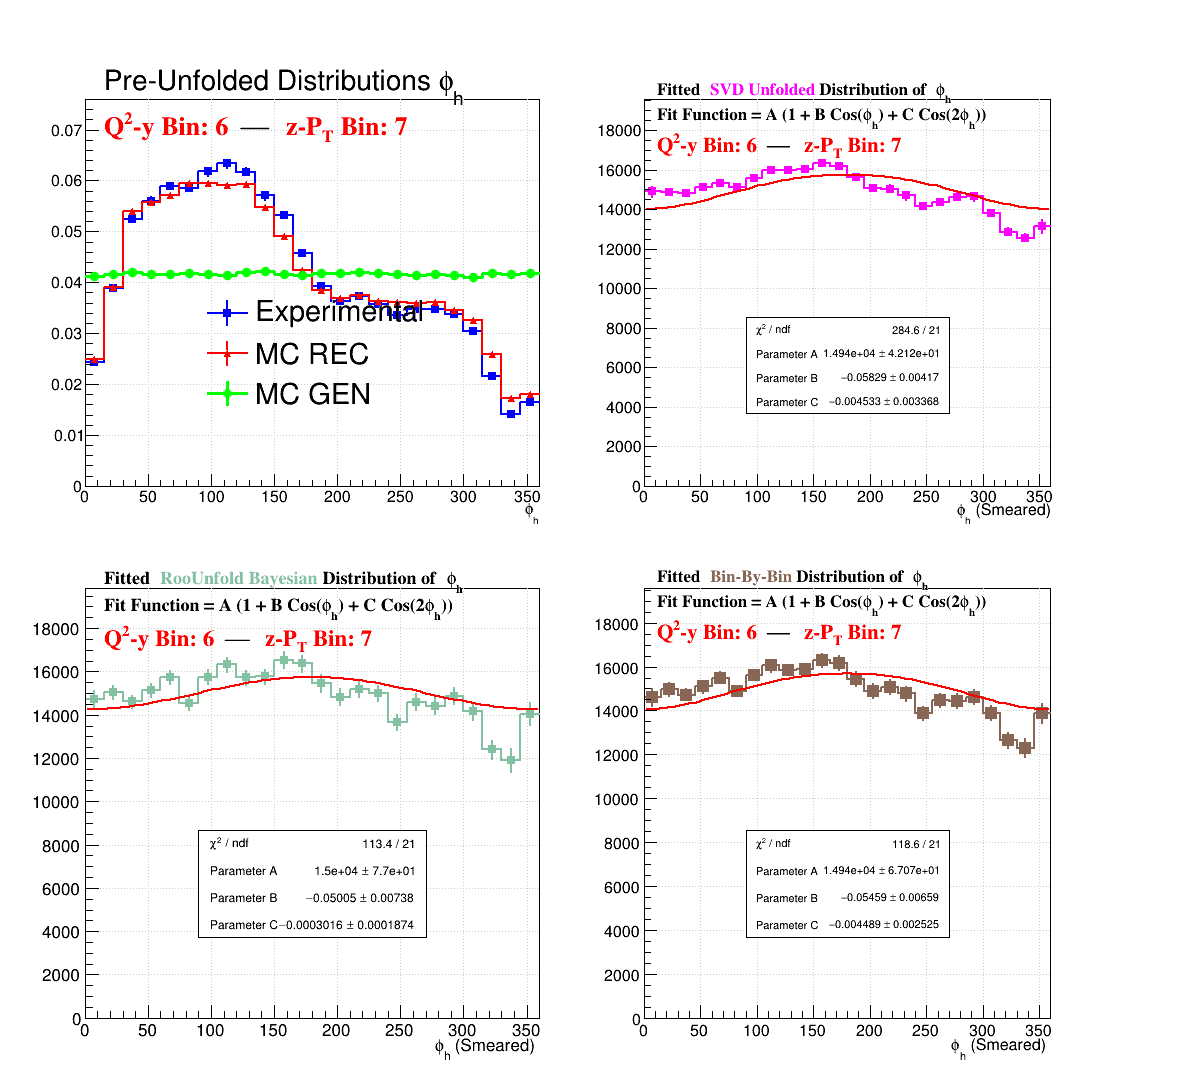 Pre-Unfolded Distributions ϕh
Q²-y Bin: 6 — z-PT Bin: 7
0.07
0.06
0.05
0.04
0.03
0.02
0.01
0
Experimental
MC REC
MC GEN
0 50 100 150 200 250 300 350
ϕh
Fitted SVD Unfolded Distribution of ϕh
Fit Function = A (1 + B Cos(ϕh) + C Cos(2ϕh))
Q²-y Bin: 6 — z-PT Bin: 7
18000
16000
14000
12000
10000
8000
6000
4000
2000
0
χ² / ndf 284.6 / 21
Parameter A 1.494e+04 ± 4.212e+01
Parameter B −0.05829 ± 0.00417
Parameter C −0.004533 ± 0.003368
0 50 100 150 200 250 300 350
ϕh (Smeared)
Fitted RooUnfold Bayesian Distribution of ϕh
Fit Function = A (1 + B Cos(ϕh) + C Cos(2ϕh))
Q²-y Bin: 6 — z-PT Bin: 7
18000
16000
14000
12000
10000
8000
6000
4000
2000
0
χ² / ndf 113.4 / 21
Parameter A 1.5e+04 ± 7.7e+01
Parameter B −0.05005 ± 0.00738
Parameter C −0.0003016 ± 0.0001874
0 50 100 150 200 250 300 350
ϕh (Smeared)
Fitted Bin-By-Bin Distribution of ϕh
Fit Function = A (1 + B Cos(ϕh) + C Cos(2ϕh))
Q²-y Bin: 6 — z-PT Bin: 7
18000
16000
14000
12000
10000
8000
6000
4000
2000
0
χ² / ndf 118.6 / 21
Parameter A 1.494e+04 ± 6.707e+01
Parameter B −0.05459 ± 0.00659
Parameter C −0.004489 ± 0.002525
0 50 100 150 200 250 300 350
ϕh (Smeared)